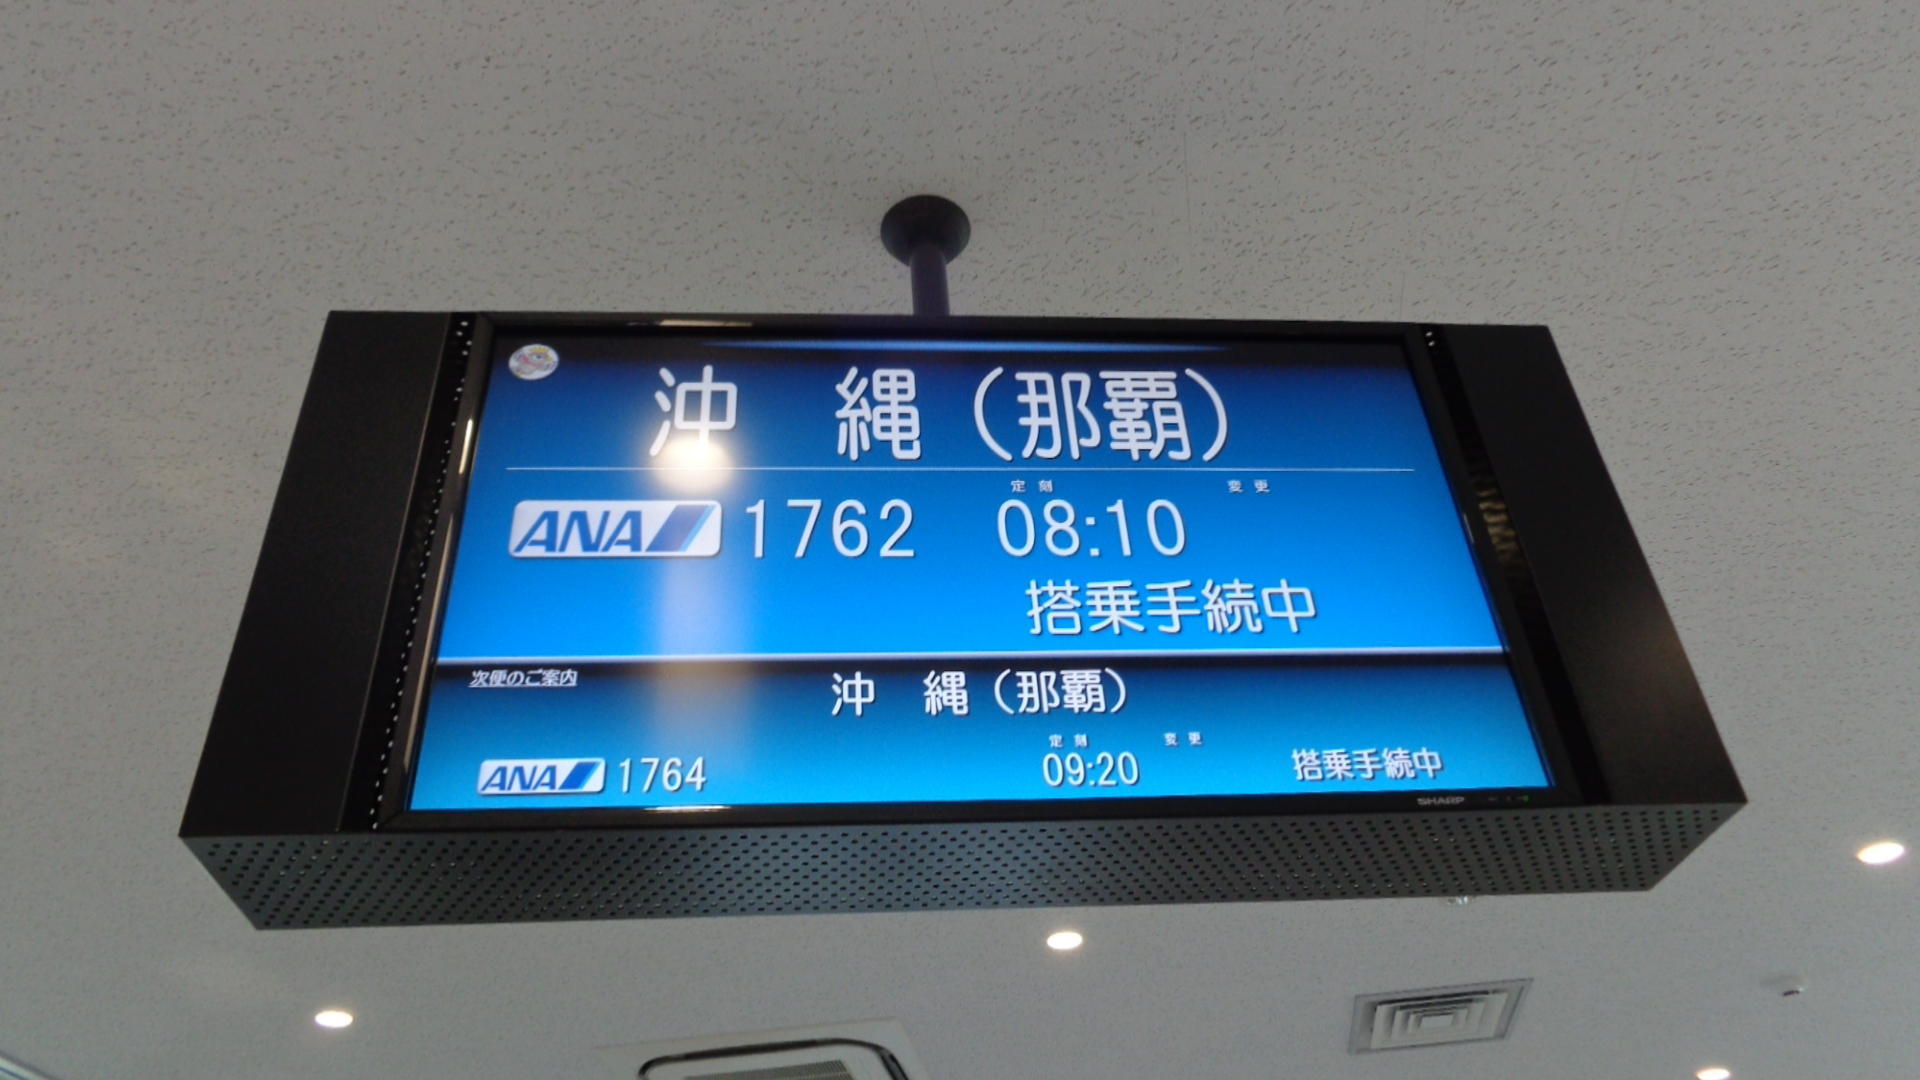 沖 縄（那覇）
定刻 変更
ANA 1762 08:10
搭乗手続中
次便のご案内
沖 縄（那覇）
定刻 変更
ANA 1764 09:20 搭乗手続中
SHARP